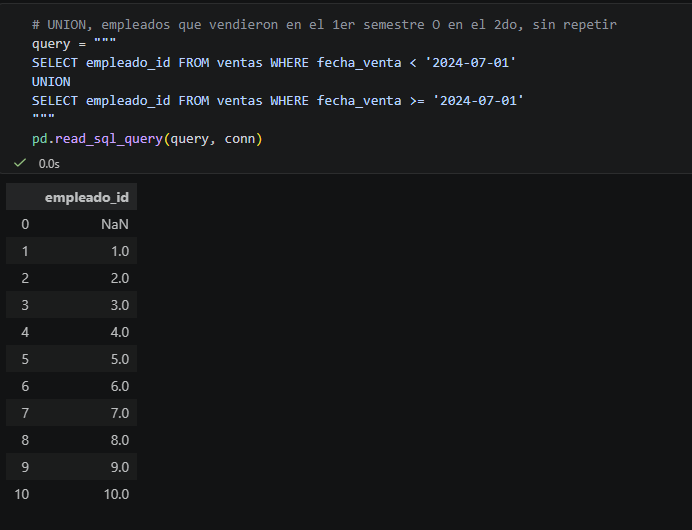 # UNION, empleados que vendieron en el 1er semestre O en el 2do, sin repetir
query = """
SELECT empleado_id FROM ventas WHERE fecha_venta < '2024-07-01'
UNION
SELECT empleado_id FROM ventas WHERE fecha_venta >= '2024-07-01'
"""
pd.read_sql_query(query, conn)
✓ 0.0s
empleado_id
0 NaN
1 1.0
2 2.0
3 3.0
4 4.0
5 5.0
6 6.0
7 7.0
8 8.0
9 9.0
10 10.0